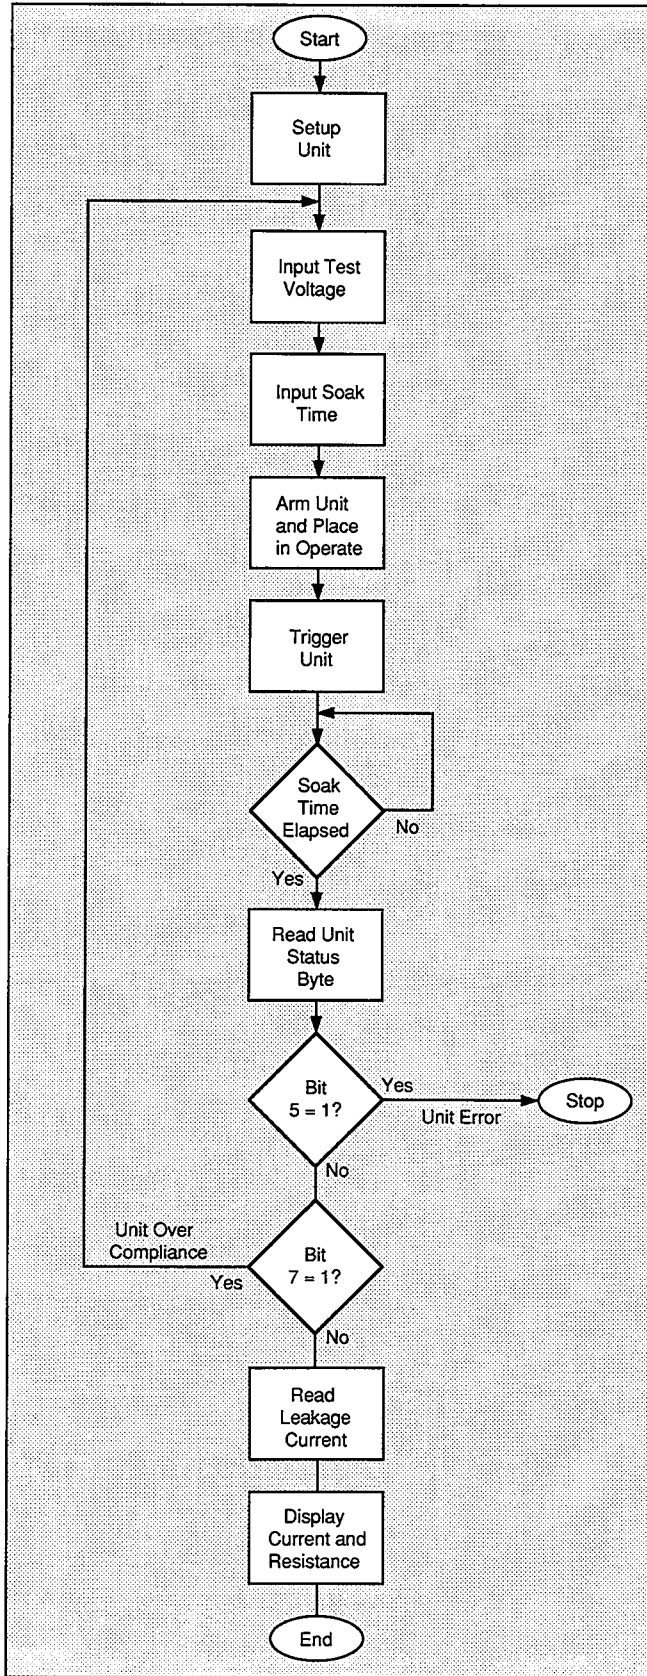 Start
Setup
Unit
Input Test
Voltage
Input Soak
Time
Arm Unit
and Place
in Operate
Trigger
Unit
Soak
Time
Elapsed
No
Yes
Read Unit
Status
Byte
Bit
5 = 1?
Yes
Unit Error
Stop
No
Unit Over
Compliance
Yes
Bit
7 = 1?
No
Read
Leakage
Current
Display
Current and
Resistance
End